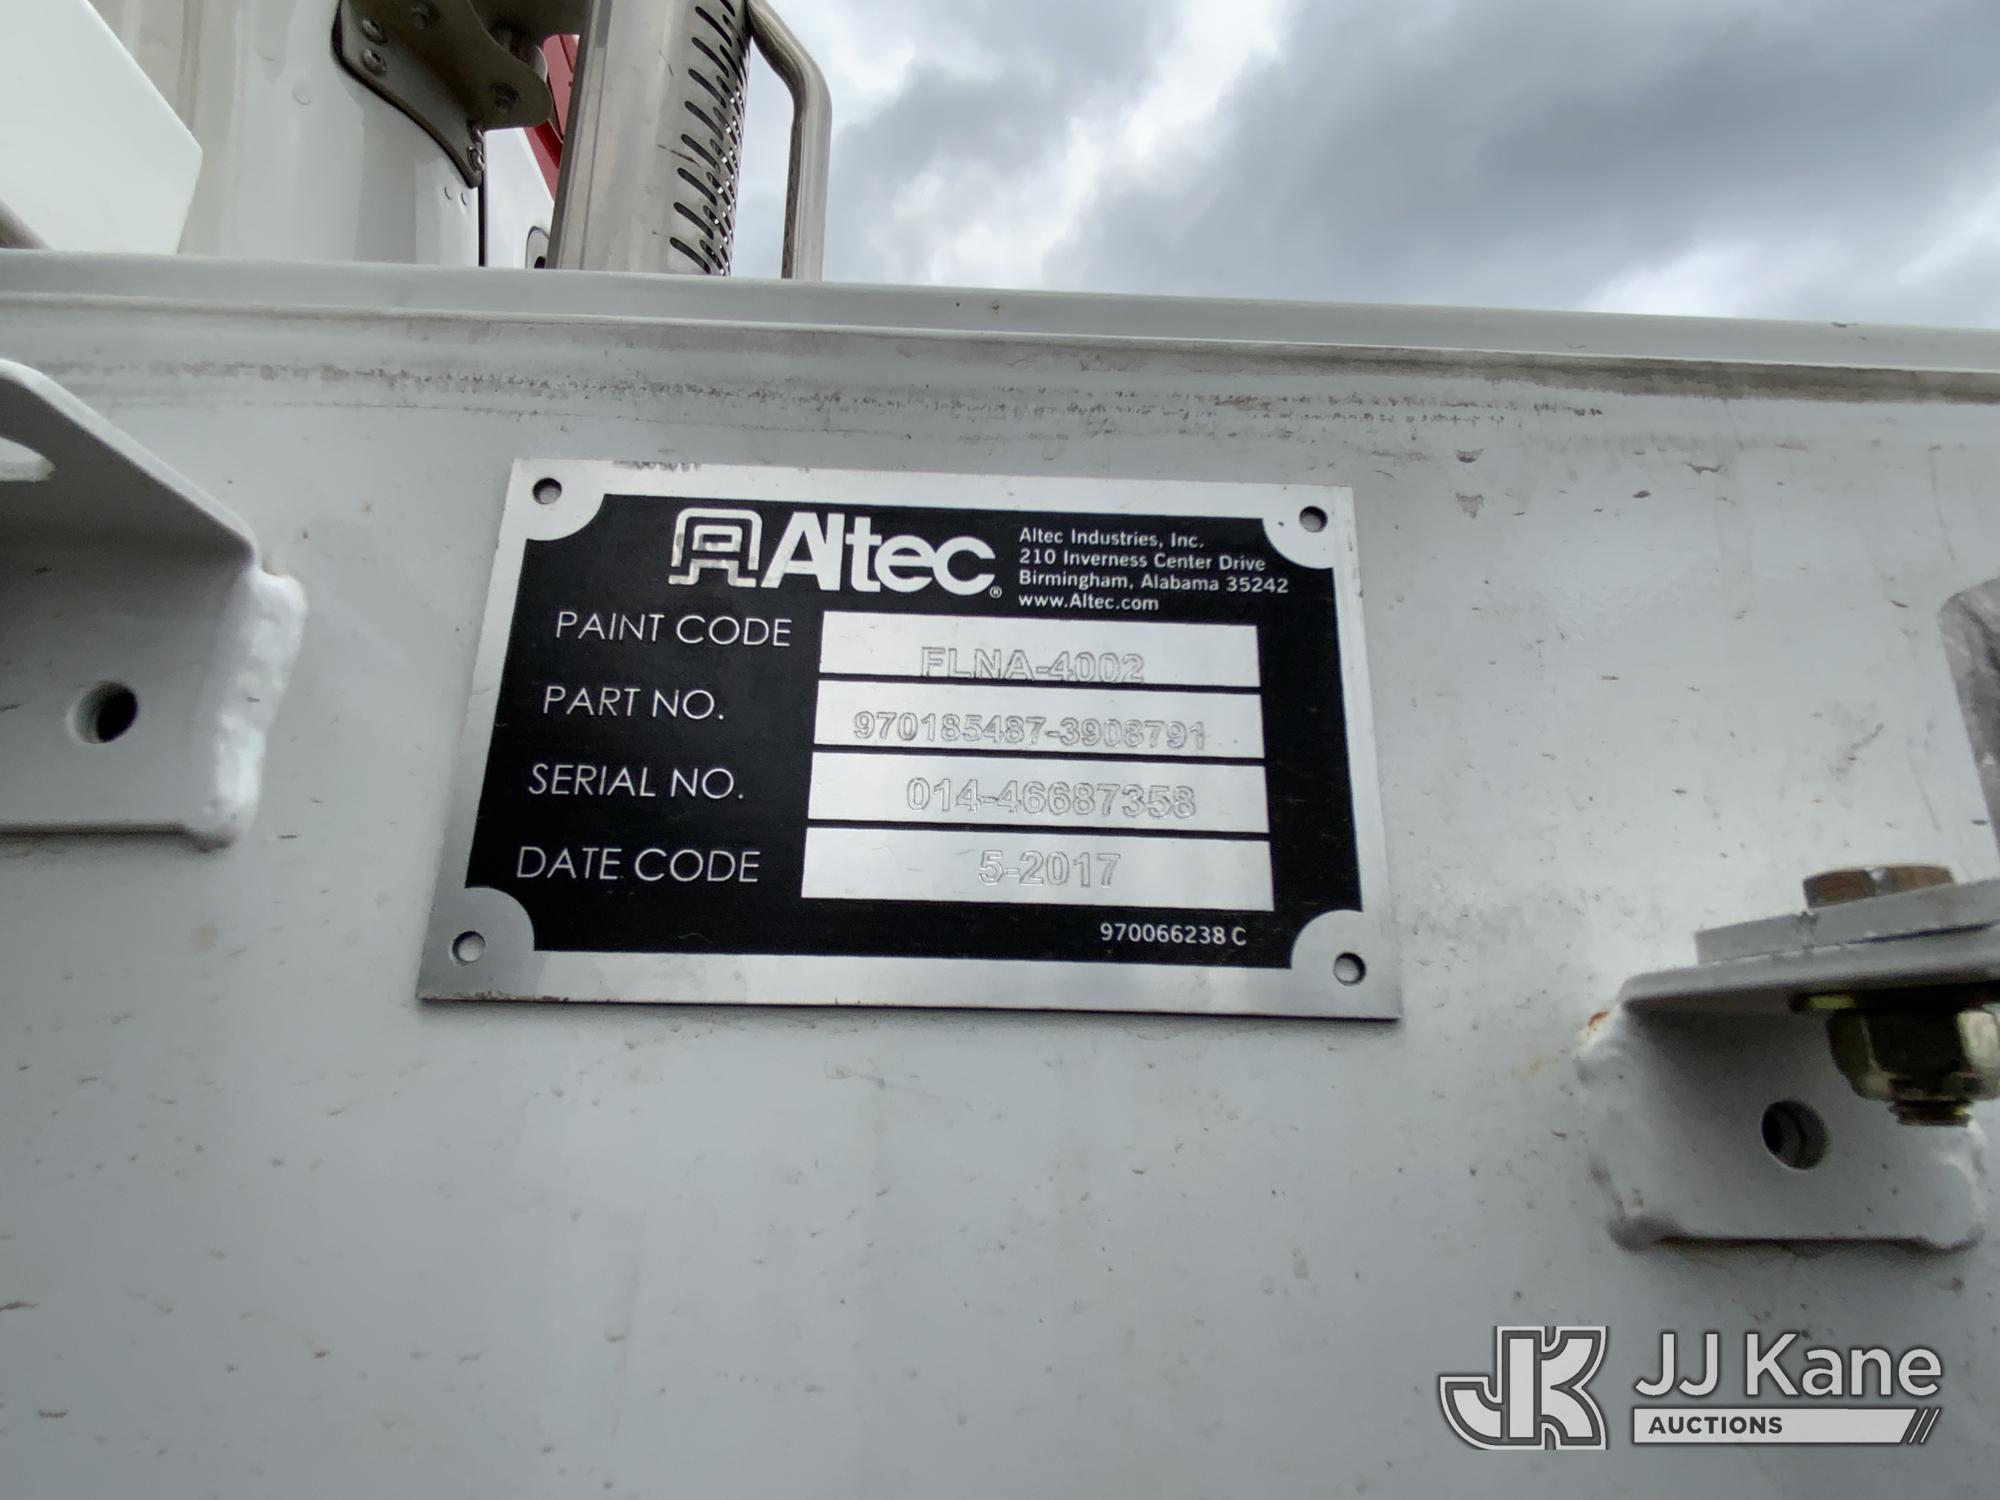 Altec®
Altec Industries, Inc.
210 Inverness Center Drive
Birmingham, Alabama 35242
www.Altec.com
PAINT CODE FLNA-4002
PART NO. 970185487-3908791
SERIAL NO. 014-46687358
DATE CODE 5-2017
970066238 C
JK JJ Kane
AUCTIONS